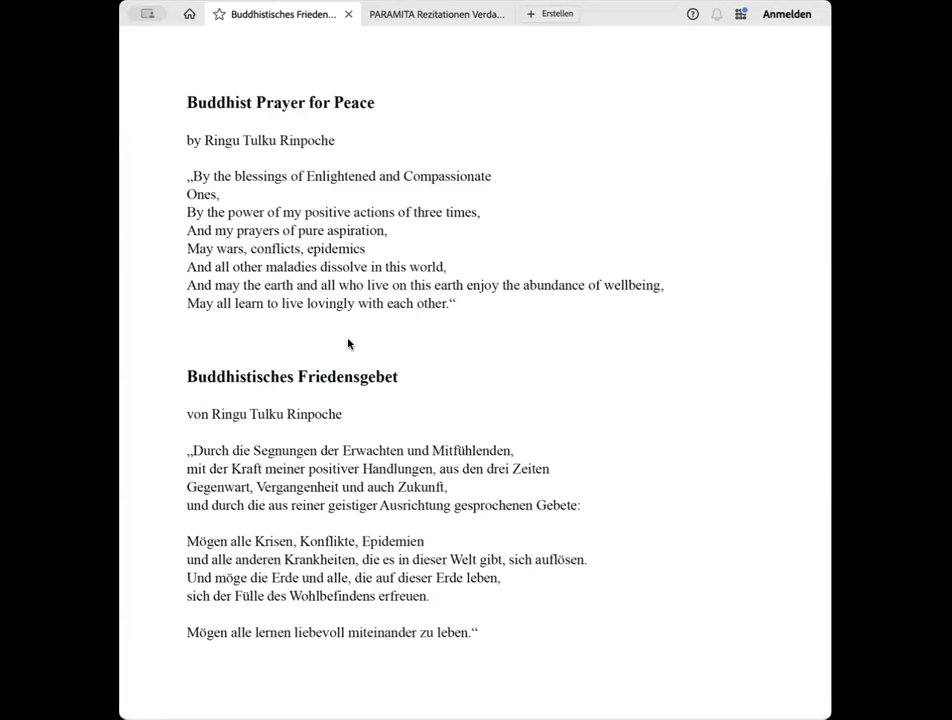 Buddhistisches Frieden...
PARAMITA Rezitationen Verda...
+ Erstellen
Anmelden
Buddhist Prayer for Peace
by Ringu Tulku Rinpoche
„By the blessings of Enlightened and Compassionate
Ones,
By the power of my positive actions of three times,
And my prayers of pure aspiration,
May wars, conflicts, epidemics
And all other maladies dissolve in this world,
And may the earth and all who live on this earth enjoy the abundance of wellbeing,
May all learn to live lovingly with each other.“
Buddhistisches Friedensgebet
von Ringu Tulku Rinpoche
„Durch die Segnungen der Erwachten und Mitfühlenden,
mit der Kraft meiner positiver Handlungen, aus den drei Zeiten
Gegenwart, Vergangenheit und auch Zukunft,
und durch die aus reiner geistiger Ausrichtung gesprochenen Gebete:
Mögen alle Krisen, Konflikte, Epidemien
und alle anderen Krankheiten, die es in dieser Welt gibt, sich auflösen.
Und möge die Erde und alle, die auf dieser Erde leben,
sich der Fülle des Wohlbefindens erfreuen.
Mögen alle lernen liebevoll miteinander zu leben.“